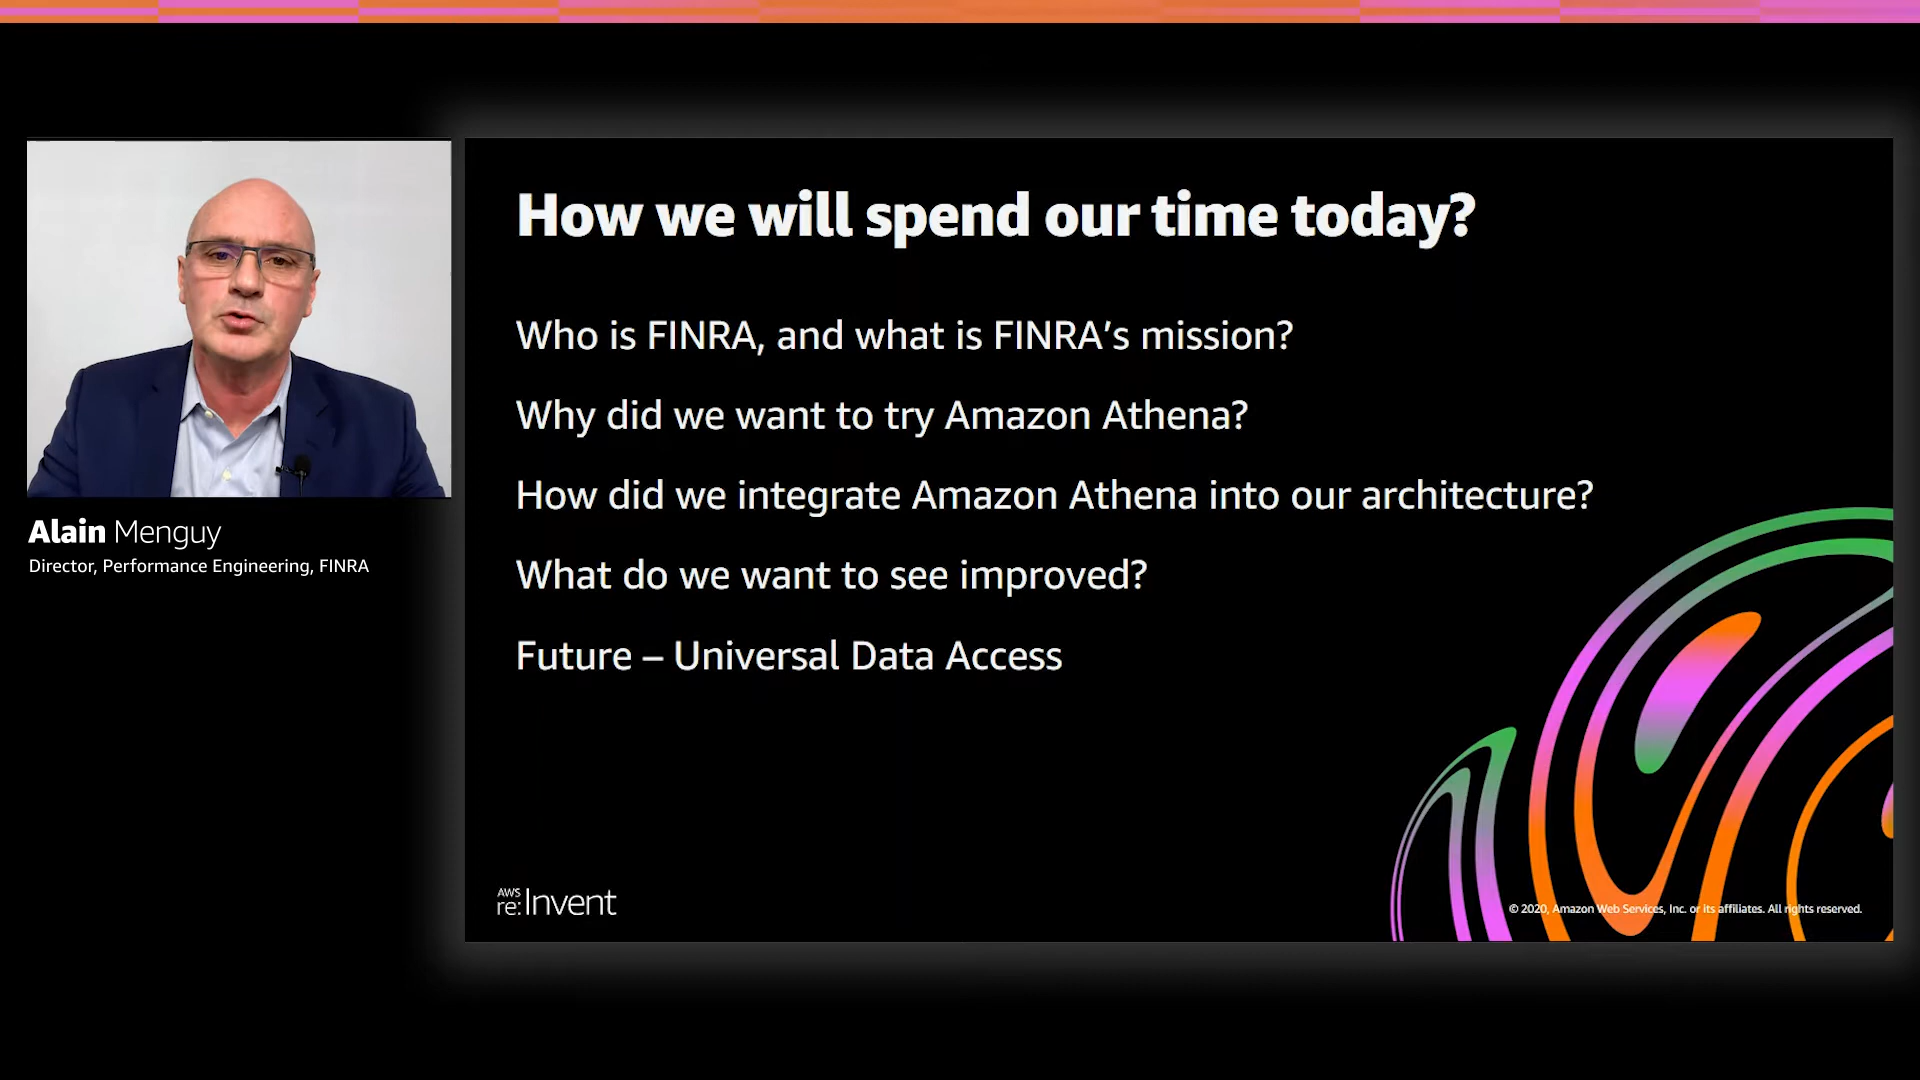 Alain Menguy
Director, Performance Engineering, FINRA
How we will spend our time today?
Who is FINRA, and what is FINRA's mission?
Why did we want to try Amazon Athena?
How did we integrate Amazon Athena into our architecture?
What do we want to see improved?
Future – Universal Data Access
AWS
re:Invent
© 2020, Amazon Web Services, Inc. or its affiliates. All rights reserved.